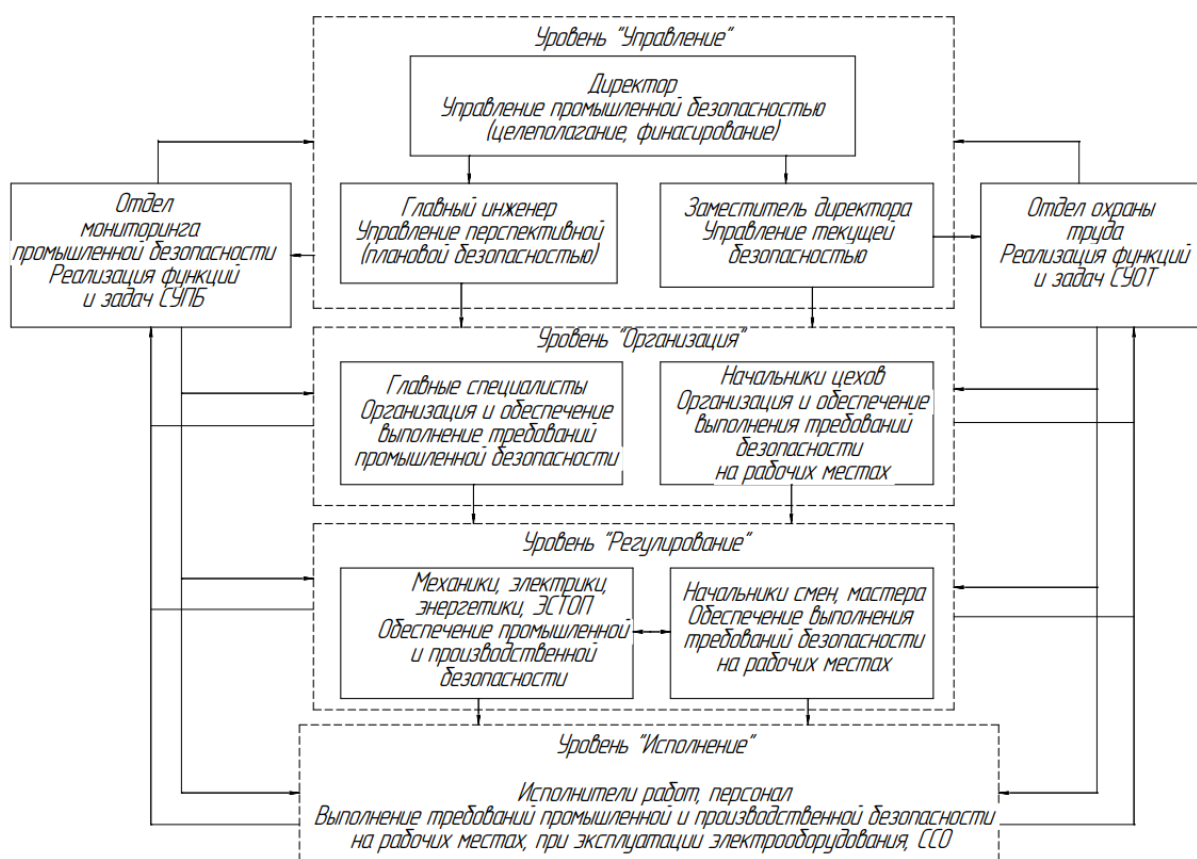 Уровень "Управление"
Директор
Управление промышленной безопасностью
(целеполагание, финасирование)
Отдел
мониторинга
промышленной безопасности
Реализация функций
и задач СУПБ
Главный инженер
Управление перспективной
(плановой безопасностью)
Заместитель директора
Управление текущей
безопасностью
Отдел охраны
труда
Реализация функций
и задач СУОТ
Уровень "Организация"
Главные специалисты
Организация и обеспечение
выполнение требований
промышленной безопасности
Начальники цехов
Организация и обеспечение
выполнения требований
безопасности
на рабочих местах
Уровень "Регулирование"
Механики, электрики,
энергетики, ЭСТОП
Обеспечение промышленной
и производственной
безопасности
Начальники смен, мастера
Обеспечение выполнения
требований безопасности
на рабочих местах
Уровень "Исполнение"
Исполнители работ, персонал
Выполнение требований промышленной и производственной безопасности
на рабочих местах, при эксплуатации электрооборудования, ССО